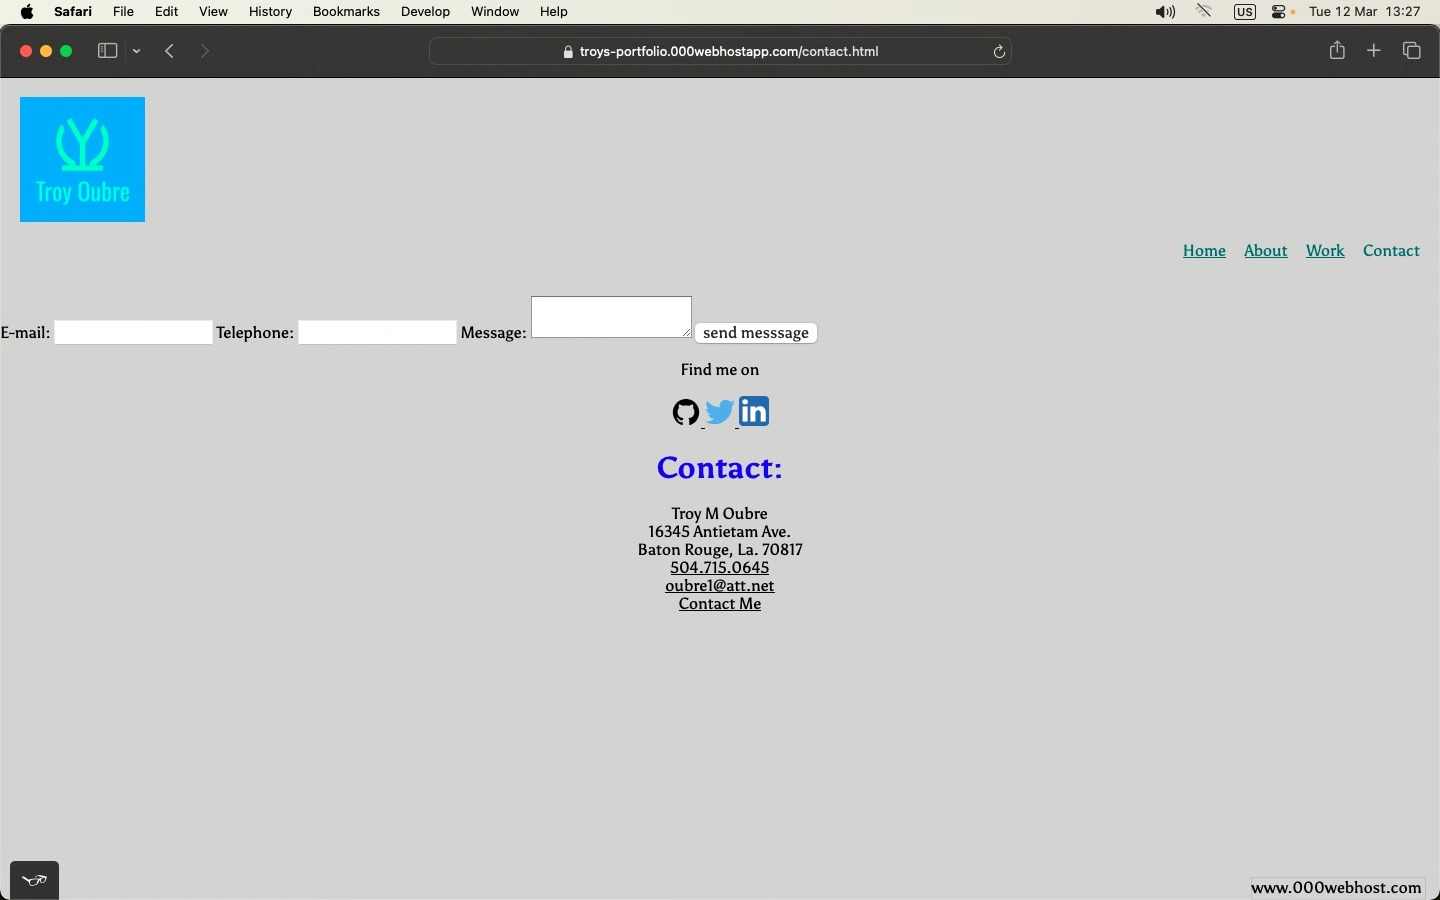 Safari File Edit View History Bookmarks Develop Window Help US Tue 12 Mar 13:27
troys-portfolio.000webhostapp.com/contact.html
Troy Oubre
Home About Work Contact
E-mail: Telephone: Message: send messsage
Find me on
in
Contact:
Troy M Oubre
16345 Antietam Ave.
Baton Rouge, La. 70817
504.715.0645
oubre1@att.net
Contact Me
www.000webhost.com